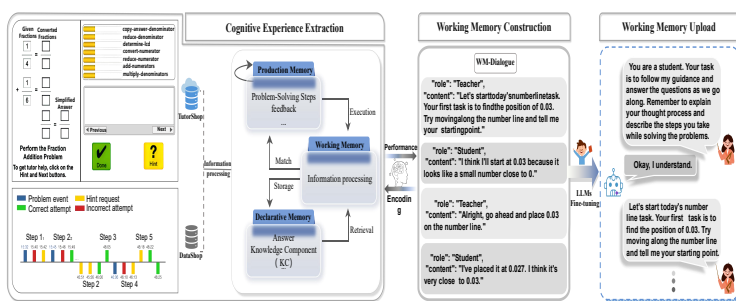 Cognitive Experience Extraction
Working Memory Construction
Working Memory Upload
Given Fractions
Converted Fractions
1
4
=
+
1
6
=
Simplified Answer
=
Perform the Fraction
Addition Problem
To get tutor help, click on the
Hint and Next buttons.
copy-answer-denominator
reduce-denominator
determine-lcd
convert-numerator
reduce-numerator
add-numerators
multiply-denominators
Previous
Next
Done
?
Hint
Problem event
Hint request
Correct attempt
Incorrect attempt
Step 1:
Step 2:
Step 3
Step 5
Step 2
Step 4
TutorShop
DataShop
Information
processing
Production Memory
Problem-Solving Steps
feedback
...
Execution
Working Memory
Information processing
Match
Storage
Declarative Memory
Answer
Knowledge Component
( KC)
Retrieval
Performance
Encodin
g
WM-Dialogue
"role": "Teacher",
"content": "Let's starttoday'snumberlinetask.
Your first task is to findthe position of 0.03.
Try movingalong the number line and tell me
your startingpoint."
"role": "Student",
"content": "I think I'll start at 0.03 because it
looks like a small number close to 0."
"role": "Teacher",
"content": "Alright, go ahead and place 0.03
on the number line."
"role": "Student",
"content": "I've placed it at 0.027. I think it's
very close to 0.03."
LLMs
Fine-tuning
You are a student. Your task
is to follow my guidance and
answer the questions as we go
along. Remember to explain
your thought process and
describe the steps you take
while solving the problems.
Okay, I understand.
Let's start today's number
line task. Your first task is to
find the position of 0.03. Try
moving along the number line
and tell me your starting point.